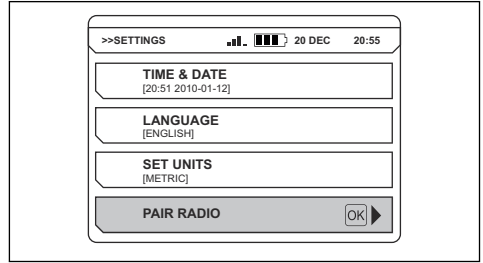 >>SETTINGS 20 DEC 20:55
TIME & DATE
[20:51 2010-01-12]
LANGUAGE
[ENGLISH]
SET UNITS
[METRIC]
PAIR RADIO OK